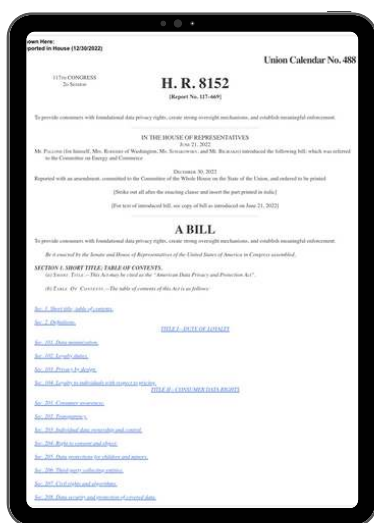 own Here:
ported in House (12/30/2022)
Union Calendar No. 488
117TH CONGRESS
2D SESSION
H. R. 8152
[Report No. 117-669]
To provide consumers with foundational data privacy rights, create strong oversight mechanisms, and establish meaningful enforcement.
IN THE HOUSE OF REPRESENTATIVES
JUNE 21, 2022
Mr. PALLONE (for himself, Mrs. RODGERS of Washington, Ms. SCHAKOWSKY, and Mr. BILIRAKIS) introduced the following bill; which was referred
to the Committee on Energy and Commerce
DECEMBER 30, 2022
Reported with an amendment, committed to the Committee of the Whole House on the State of the Union, and ordered to be printed
[Strike out all after the enacting clause and insert the part printed in italic]
[For text of introduced bill, see copy of bill as introduced on June 21, 2022]
A BILL
To provide consumers with foundational data privacy rights, create strong oversight mechanisms, and establish meaningful enforcement.
Be it enacted by the Senate and House of Representatives of the United States of America in Congress assembled,
SECTION 1. SHORT TITLE; TABLE OF CONTENTS.
(a) SHORT TITLE.—This Act may be cited as the "American Data Privacy and Protection Act".
(b) TABLE OF CONTENTS.—The table of contents of this Act is as follows:
Sec. 1. Short title; table of contents.
Sec. 2. Definitions.
TITLE I—DUTY OF LOYALTY
Sec. 101. Data minimization.
Sec. 102. Loyalty duties.
Sec. 103. Privacy by design.
Sec. 104. Loyalty to individuals with respect to pricing.
TITLE II—CONSUMER DATA RIGHTS
Sec. 201. Consumer awareness.
Sec. 202. Transparency.
Sec. 203. Individual data ownership and control.
Sec. 204. Right to consent and object.
Sec. 205. Data protections for children and minors.
Sec. 206. Third-party collecting entities.
Sec. 207. Civil rights and algorithms.
Sec. 208. Data security and protection of covered data.